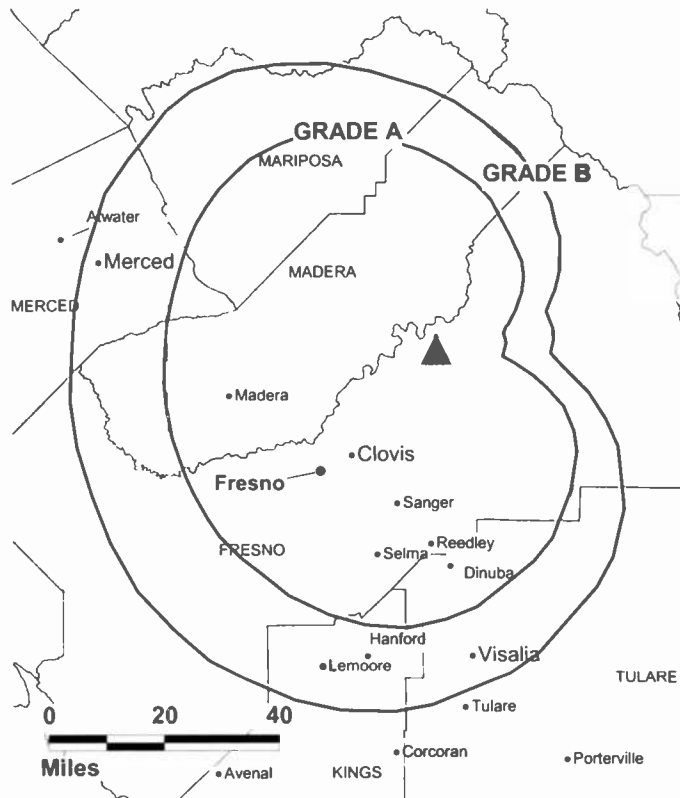 GRADE A
MARIPOSA
GRADE B
Atwater
Merced
MADERA
MERCED
Madera
Clovis
Fresno
Sanger
FRESNO
Reedley
Selma
Dinuba
Hanford
Lemoore
Visalia
TULARE
Tulare
0 20 40
Miles
Corcoran
Porterville
Avenal
KINGS